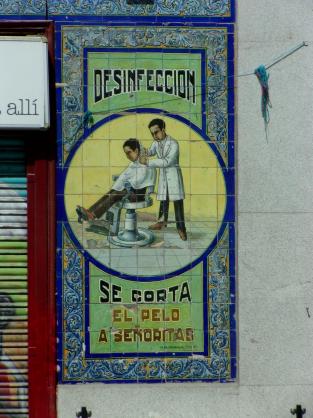 allí
DESINFECCION
SE CORTA
EL PELO
A SEÑORITAS